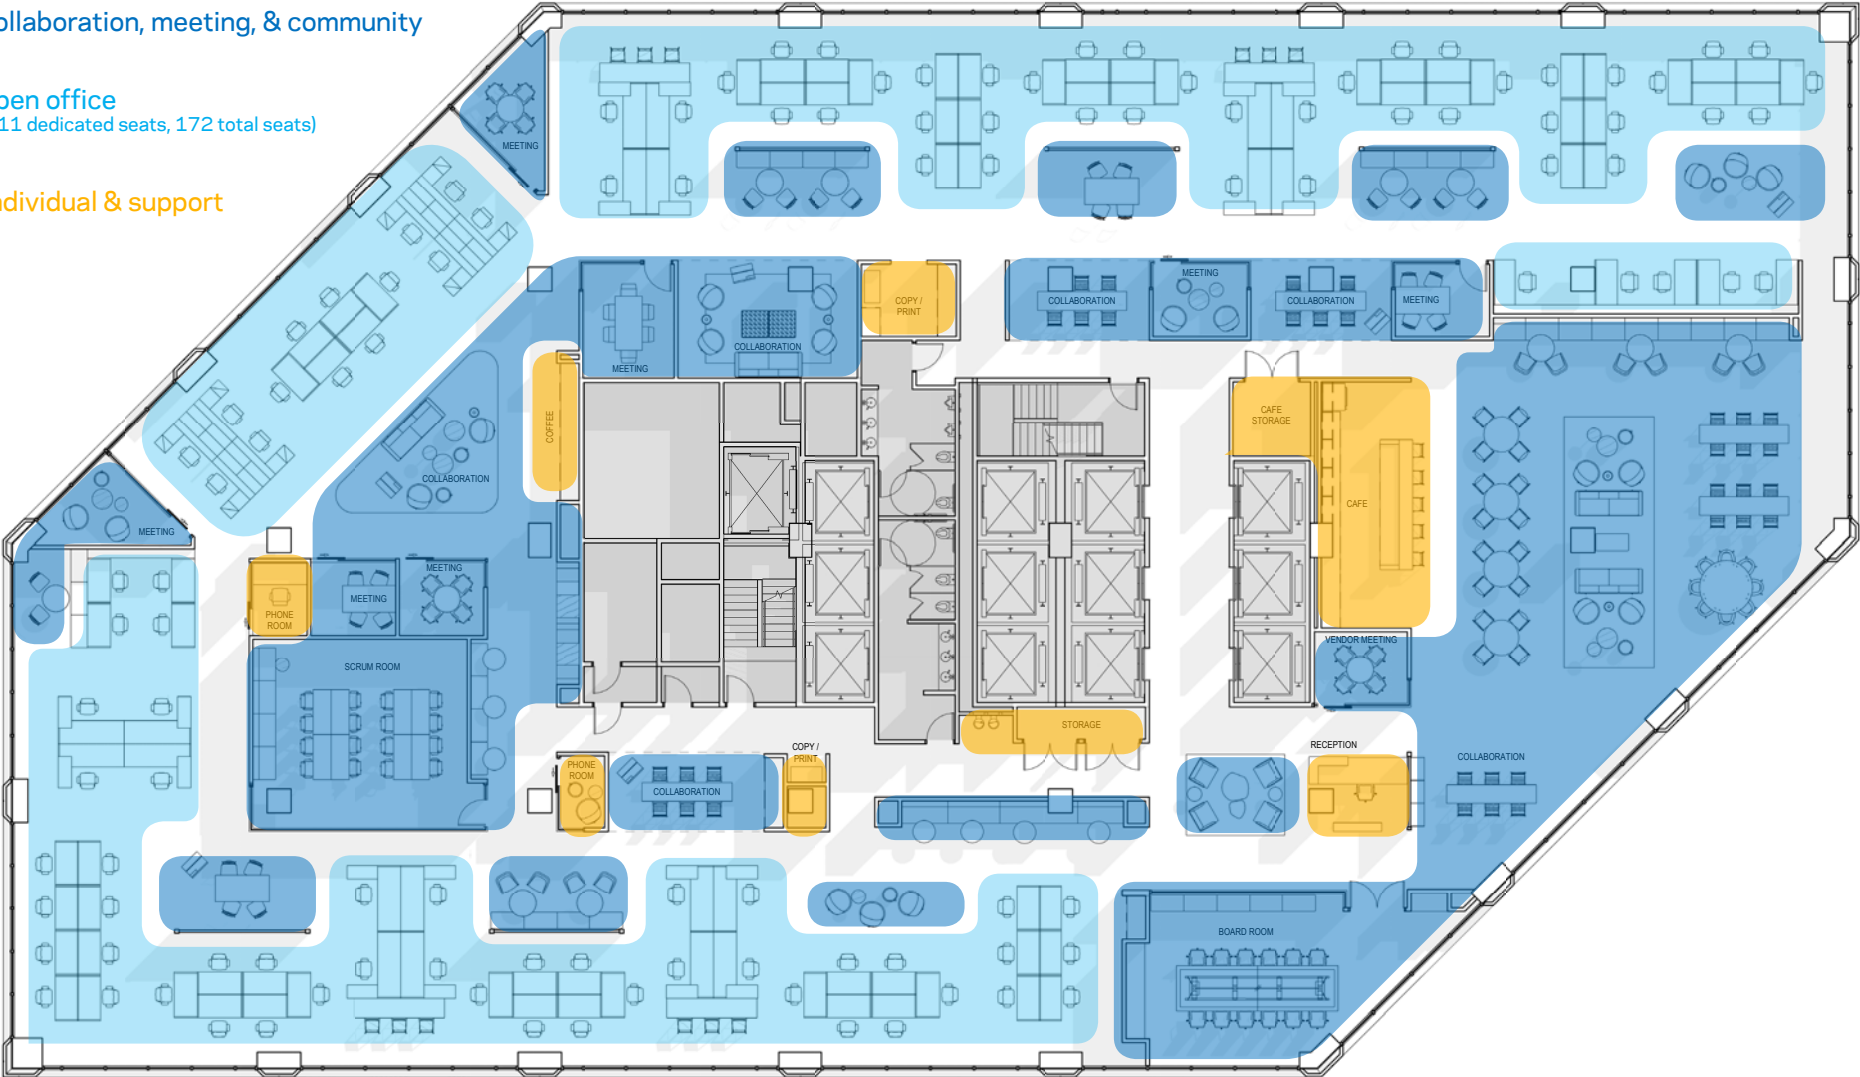 ollaboration, meeting, & community
pen office
11 dedicated seats, 172 total seats)
ndividual & support
MEETING
COPY /
PRINT
COLLABORATION
MEETING
COLLABORATION
MEETING
COLLABORATION
MEETING
COFFEE
CAFE
STORAGE
COLLABORATION
CAFE
MEETING
MEETING
MEETING
PHONE
ROOM
SCRUM ROOM
VENDOR MEETING
STORAGE
COPY /
PRINT
RECEPTION
COLLABORATION
PHONE
ROOM
COLLABORATION
BOARD ROOM